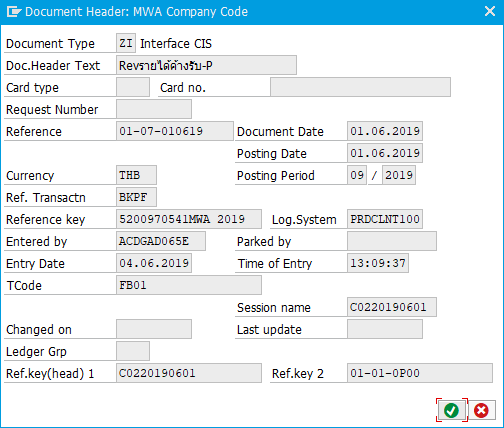 Document Header: MWA Company Code
Document Type ZI Interface CIS
Doc.Header Text Revรายได้ค้างรับ-P
Card type Card no.
Request Number
Reference 01-07-010619 Document Date 01.06.2019
Posting Date 01.06.2019
Currency THB Posting Period 09 / 2019
Ref. Transactn BKPF
Reference key 5200970541MWA 2019 Log.System PRDCLNT100
Entered by ACDGAD065E Parked by
Entry Date 04.06.2019 Time of Entry 13:09:37
TCode FB01
Session name C0220190601
Changed on Last update
Ledger Grp
Ref.key(head) 1 C0220190601 Ref.key 2 01-01-0P00